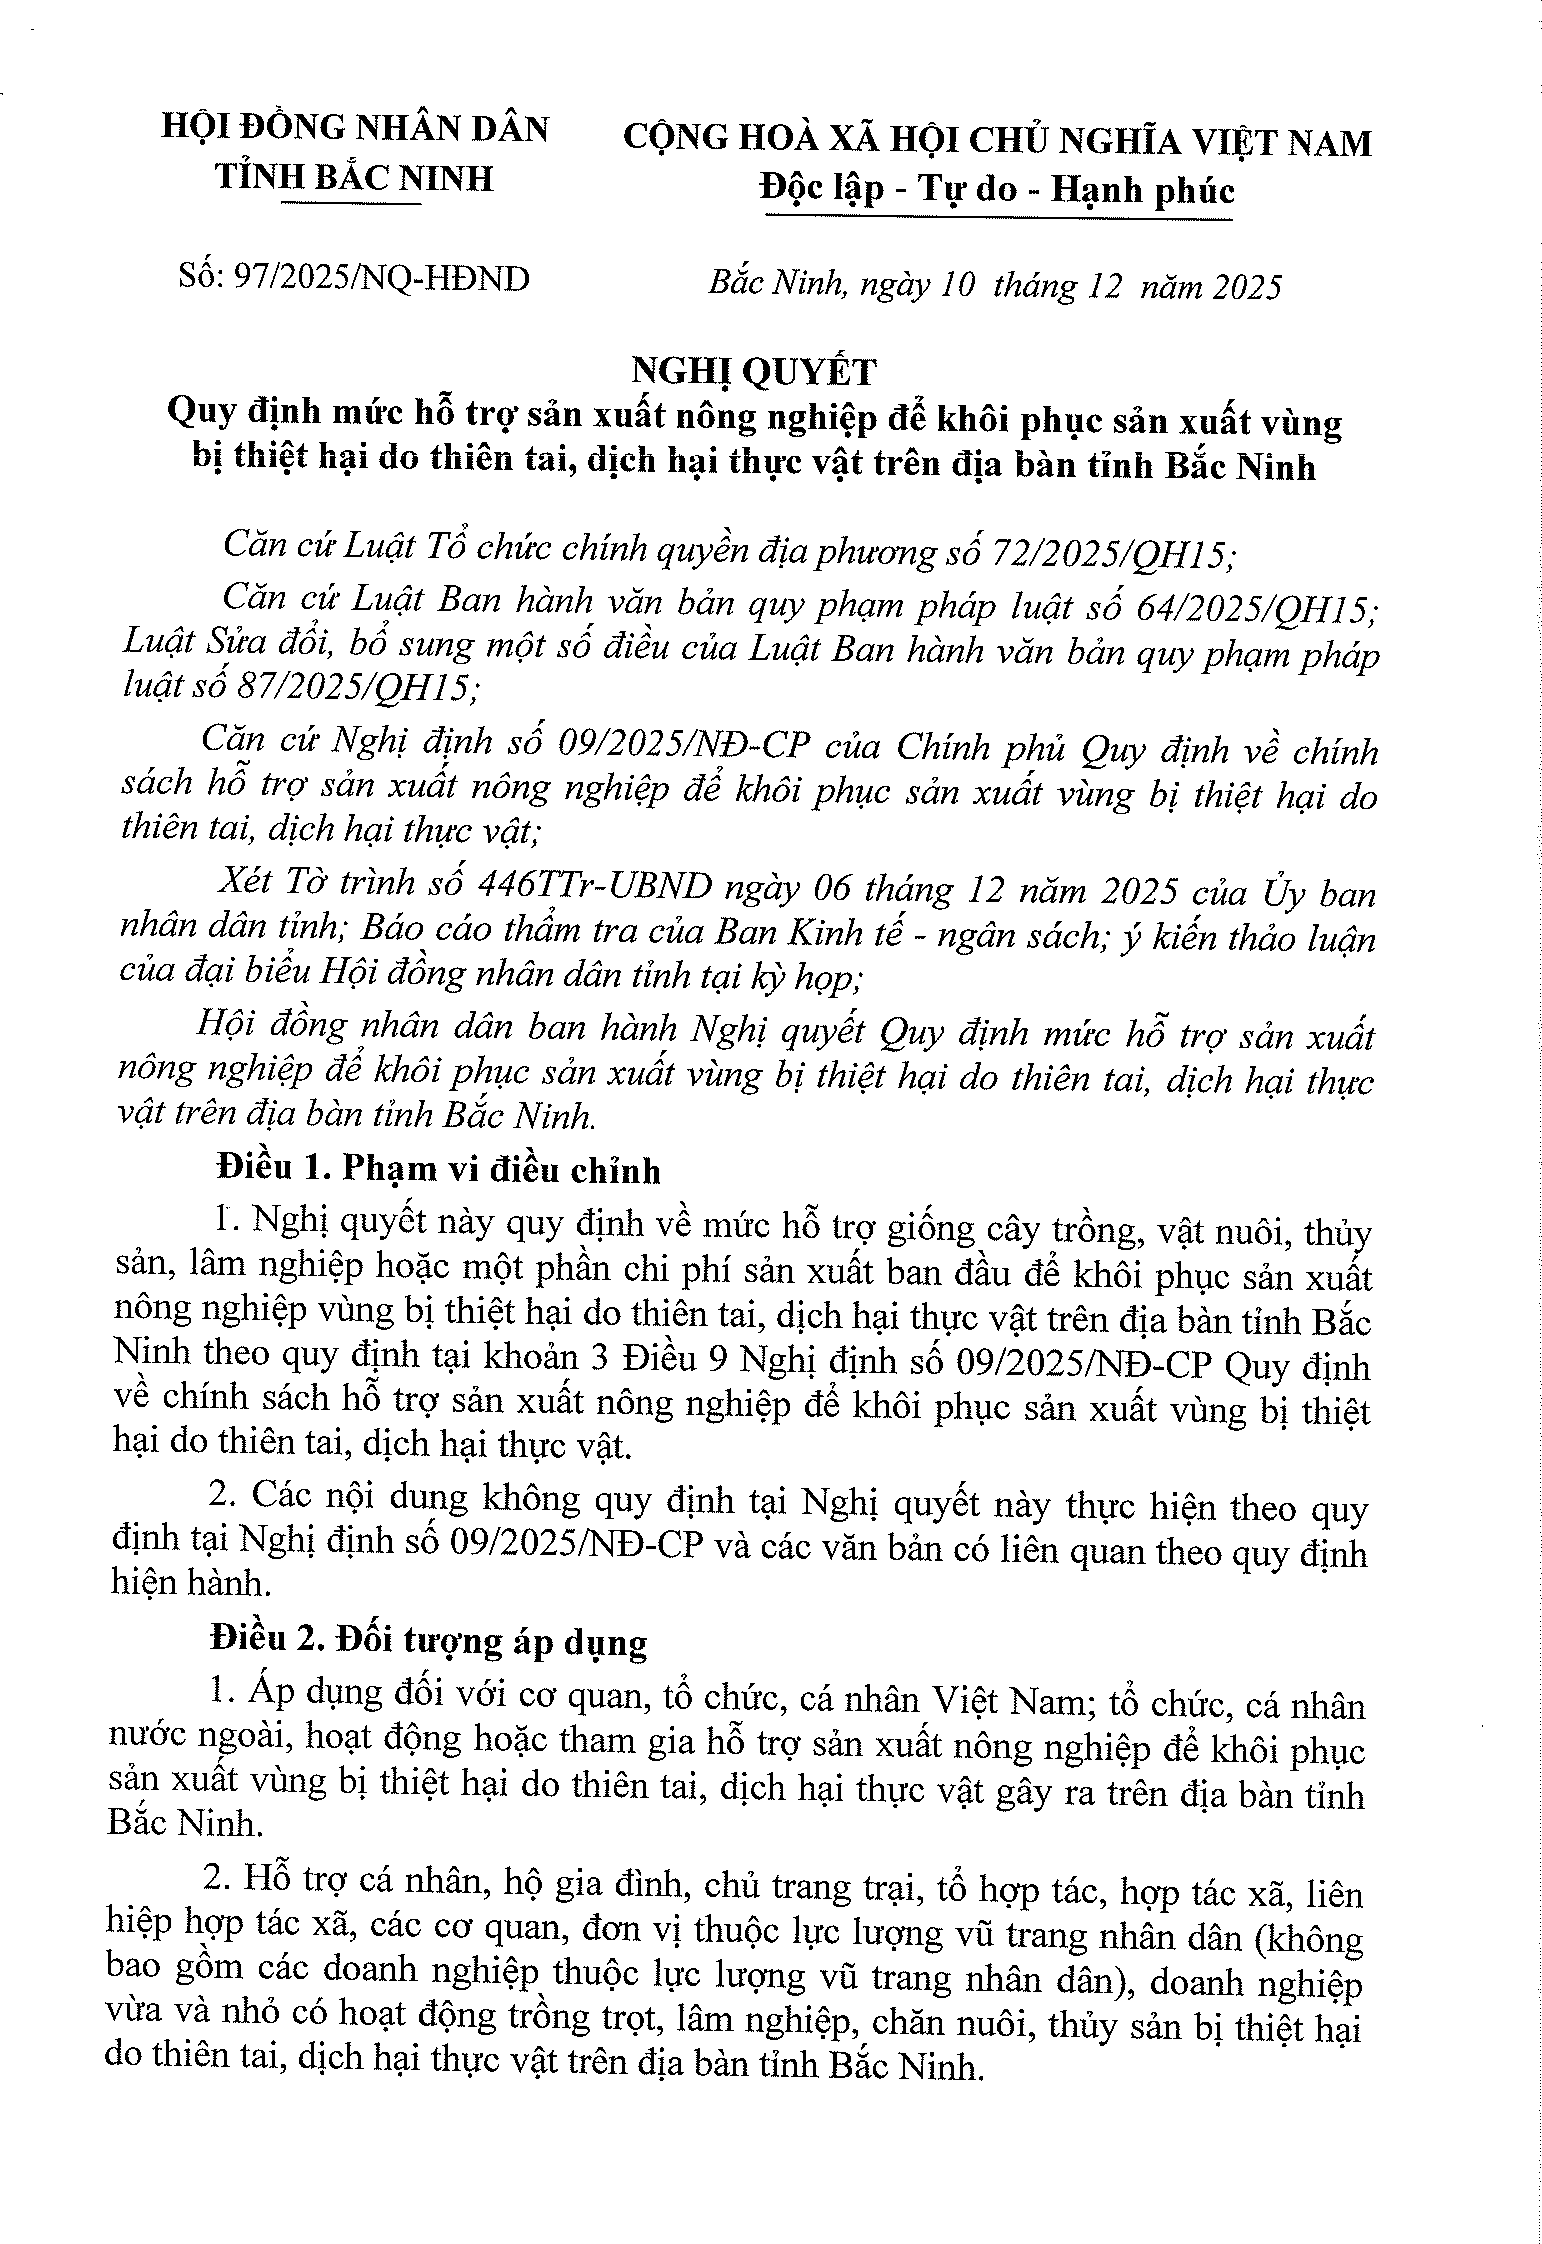 HỘI ĐỒNG NHÂN DÂN
TỈNH BẮC NINH
CỘNG HOÀ XÃ HỘI CHỦ NGHĨA VIỆT NAM
Độc lập - Tự do - Hạnh phúc
Số: 97/2025/NQ-HĐND
Bắc Ninh, ngày 10 tháng 12 năm 2025
NGHỊ QUYẾT
Quy định mức hỗ trợ sản xuất nông nghiệp để khôi phục sản xuất vùng
bị thiệt hại do thiên tai, dịch hại thực vật trên địa bàn tỉnh Bắc Ninh
Căn cứ Luật Tổ chức chính quyền địa phương số 72/2025/QH15;
Căn cứ Luật Ban hành văn bản quy phạm pháp luật số 64/2025/QH15;
Luật Sửa đổi, bổ sung một số điều của Luật Ban hành văn bản quy phạm pháp
luật số 87/2025/QH15;
Căn cứ Nghị định số 09/2025/NĐ-CP của Chính phủ Quy định về chính
sách hỗ trợ sản xuất nông nghiệp để khôi phục sản xuất vùng bị thiệt hại do
thiên tai, dịch hại thực vật;
Xét Tờ trình số 446TTr-UBND ngày 06 tháng 12 năm 2025 của Ủy ban
nhân dân tỉnh; Báo cáo thẩm tra của Ban Kinh tế - ngân sách; ý kiến thảo luận
của đại biểu Hội đồng nhân dân tỉnh tại kỳ họp;
Hội đồng nhân dân ban hành Nghị quyết Quy định mức hỗ trợ sản xuất
nông nghiệp để khôi phục sản xuất vùng bị thiệt hại do thiên tai, dịch hại thực
vật trên địa bàn tỉnh Bắc Ninh.
Điều 1. Phạm vi điều chỉnh
1. Nghị quyết này quy định về mức hỗ trợ giống cây trồng, vật nuôi, thủy
sản, lâm nghiệp hoặc một phần chi phí sản xuất ban đầu để khôi phục sản xuất
nông nghiệp vùng bị thiệt hại do thiên tai, dịch hại thực vật trên địa bàn tỉnh Bắc
Ninh theo quy định tại khoản 3 Điều 9 Nghị định số 09/2025/NĐ-CP Quy định
về chính sách hỗ trợ sản xuất nông nghiệp để khôi phục sản xuất vùng bị thiệt
hại do thiên tai, dịch hại thực vật.
2. Các nội dung không quy định tại Nghị quyết này thực hiện theo quy
định tại Nghị định số 09/2025/NĐ-CP và các văn bản có liên quan theo quy định
hiện hành.
Điều 2. Đối tượng áp dụng
1. Áp dụng đối với cơ quan, tổ chức, cá nhân Việt Nam; tổ chức, cá nhân
nước ngoài, hoạt động hoặc tham gia hỗ trợ sản xuất nông nghiệp để khôi phục
sản xuất vùng bị thiệt hại do thiên tai, dịch hại thực vật gây ra trên địa bàn tỉnh
Bắc Ninh.
2. Hỗ trợ cá nhân, hộ gia đình, chủ trang trại, tổ hợp tác, hợp tác xã, liên
hiệp hợp tác xã, các cơ quan, đơn vị thuộc lực lượng vũ trang nhân dân (không
bao gồm các doanh nghiệp thuộc lực lượng vũ trang nhân dân), doanh nghiệp
vừa và nhỏ có hoạt động trồng trọt, lâm nghiệp, chăn nuôi, thủy sản bị thiệt hại
do thiên tai, dịch hại thực vật trên địa bàn tỉnh Bắc Ninh.